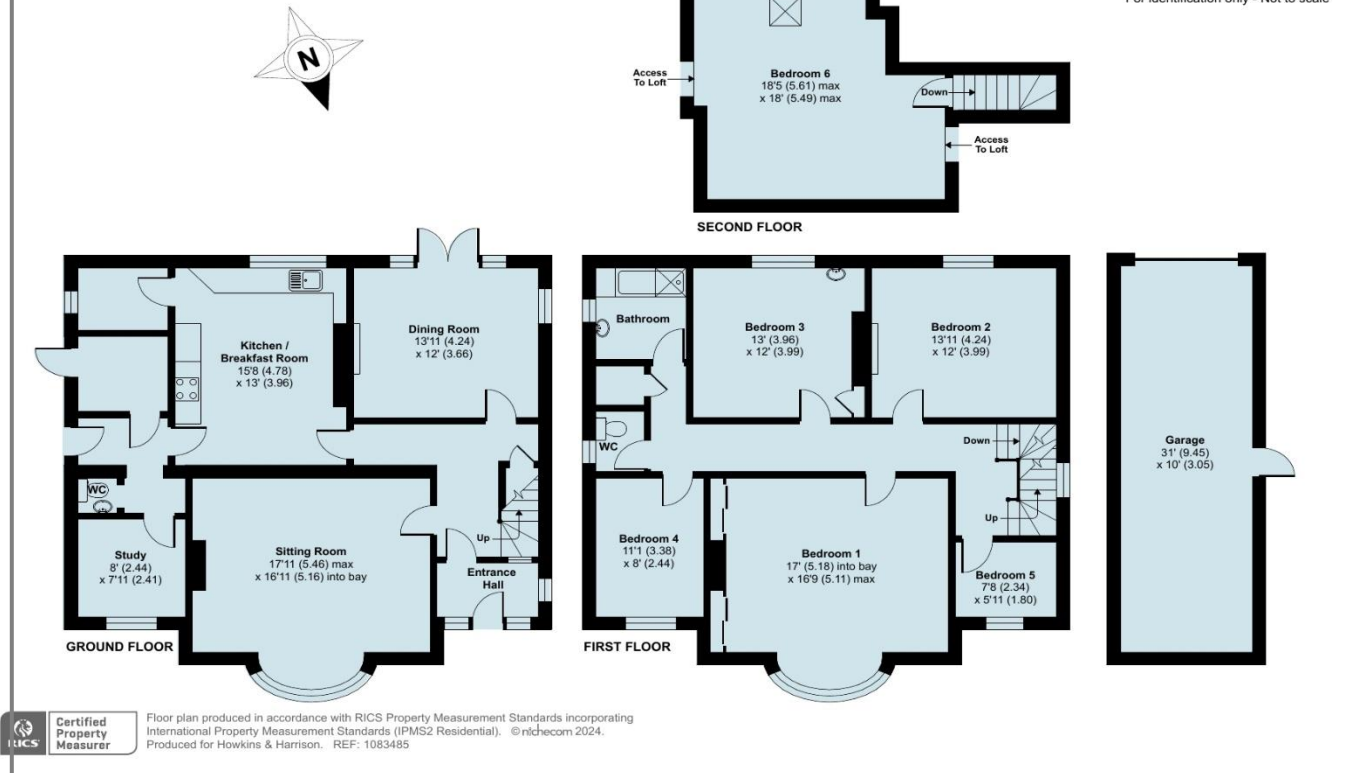 For identification only - Not to scale
N
Access
To Loft
Bedroom 6
18'5 (5.61) max
x 18' (5.49) max
Down
Access
To Loft
SECOND FLOOR
Kitchen /
Breakfast Room
15'8 (4.78)
x 13' (3.96)
Dining Room
13'11 (4.24)
x 12' (3.66)
WC
Study
8' (2.44)
x 7'11 (2.41)
Sitting Room
17'11 (5.46) max
x 16'11 (5.16) into bay
Up
Entrance
Hall
GROUND FLOOR
Bathroom
Bedroom 3
13' (3.96)
x 12' (3.99)
Bedroom 2
13'11 (4.24)
x 12' (3.99)
WC
Down
Up
Bedroom 4
11'1 (3.38)
x 8' (2.44)
Bedroom 1
17' (5.18) into bay
x 16'9 (5.11) max
Bedroom 5
7'8 (2.34)
x 5'11 (1.80)
FIRST FLOOR
Garage
31' (9.45)
x 10' (3.05)
RICS
Certified
Property
Measurer
Floor plan produced in accordance with RICS Property Measurement Standards incorporating
International Property Measurement Standards (IPMS2 Residential). © nichecom 2024.
Produced for Howkins & Harrison. REF: 1083485